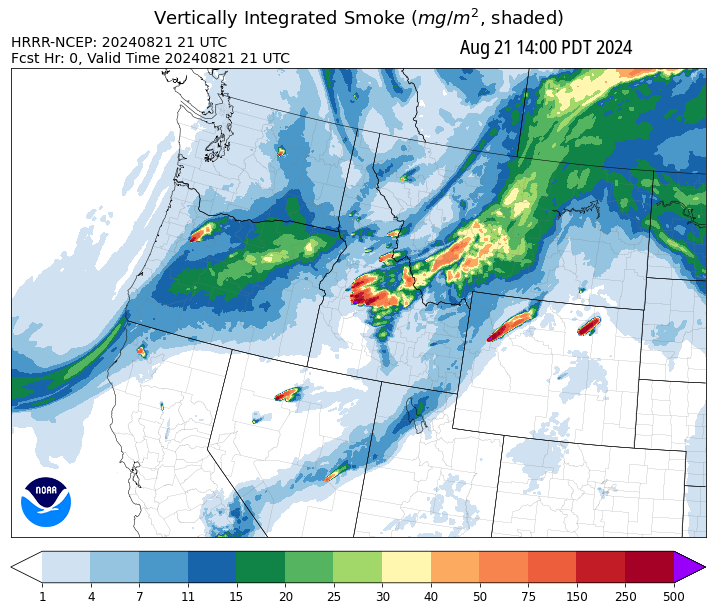 Vertically Integrated Smoke (mg/m², shaded)
HRRR-NCEP: 20240821 21 UTC
Aug 21 14:00 PDT 2024
Fcst Hr: 0, Valid Time 20240821 21 UTC
NOAA
1 4 7 11 15 20 25 30 40 50 75 150 250 500